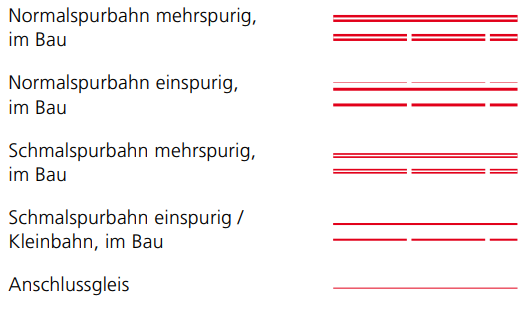 Normalspurbahn mehrspurig,
im Bau
Normalspurbahn einspurig,
im Bau
Schmalspurbahn mehrspurig,
im Bau
Schmalspurbahn einspurig /
Kleinbahn, im Bau
Anschlussgleis